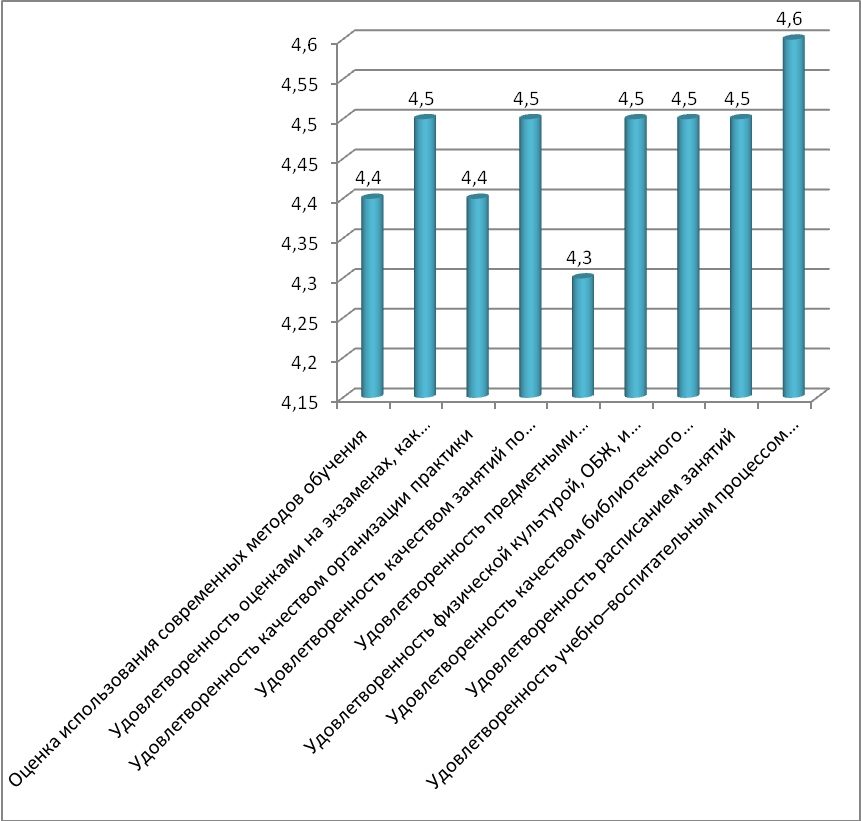 4,6
4,55
4,5
4,45
4,4
4,35
4,3
4,25
4,2
4,15
4,4
4,5
4,4
4,5
4,3
4,5
4,5
4,5
4,6
Оценка использования современных методов обучения
Удовлетворенность оценками на экзаменах, как...
Удовлетворенность качеством организации практики
Удовлетворенность качеством занятий по...
Удовлетворенность предметными...
Удовлетворенность физической культурой, ОБЖ, и...
Удовлетворенность качеством библиотечного...
Удовлетворенность расписанием занятий
Удовлетворенность учебно–воспитательным процессом...